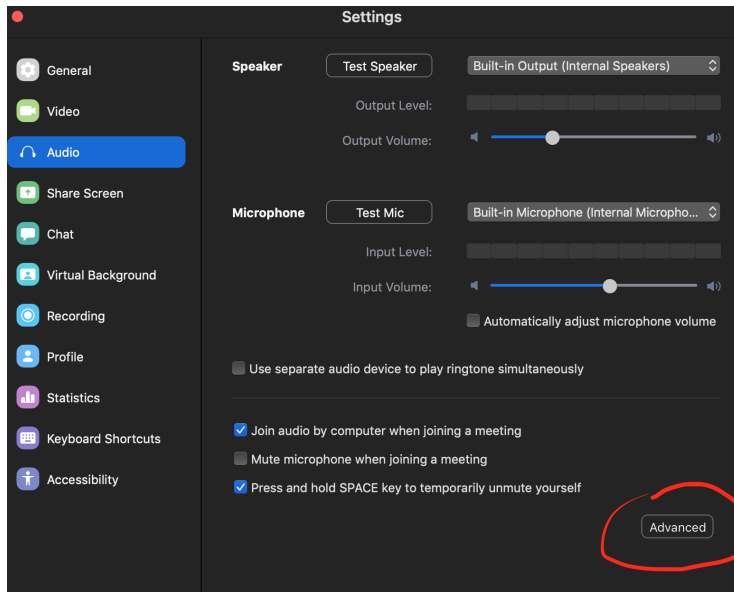 Settings
General
Video
Audio
Share Screen
Chat
Virtual Background
Recording
Profile
Statistics
Keyboard Shortcuts
Accessibility
Speaker
Test Speaker
Built-in Output (Internal Speakers)
Output Level:
Output Volume:
Microphone
Test Mic
Built-in Microphone (Internal Micropho...
Input Level:
Input Volume:
Automatically adjust microphone volume
Use separate audio device to play ringtone simultaneously
Join audio by computer when joining a meeting
Mute microphone when joining a meeting
Press and hold SPACE key to temporarily unmute yourself
Advanced